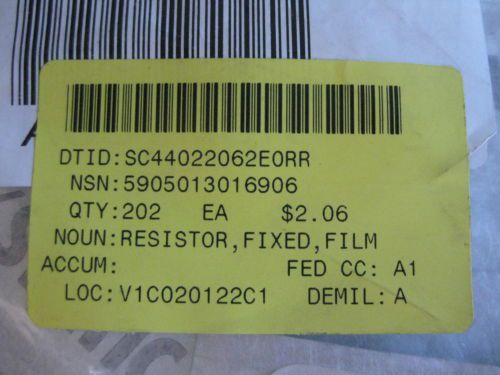 DTID:SC44022062E0RR
NSN:5905013016906
QTY:202 EA $2.06
NOUN:RESISTOR,FIXED,FILM
ACCUM: FED CC: A1
LOC:V1C020122C1 DEMIL:A